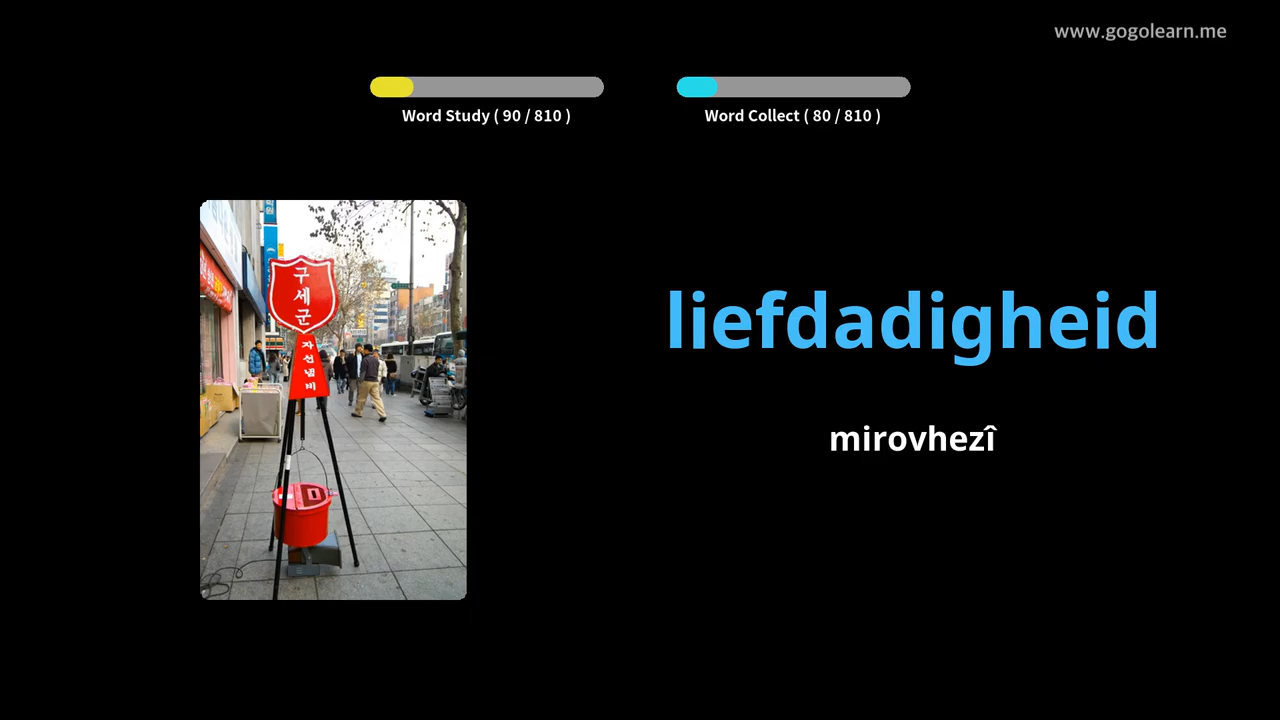 www.gogolearn.me
Word Study ( 90 / 810 )
Word Collect ( 80 / 810 )
구
세
군
자
선
냄
비
liefdadigheid
mirovhezî